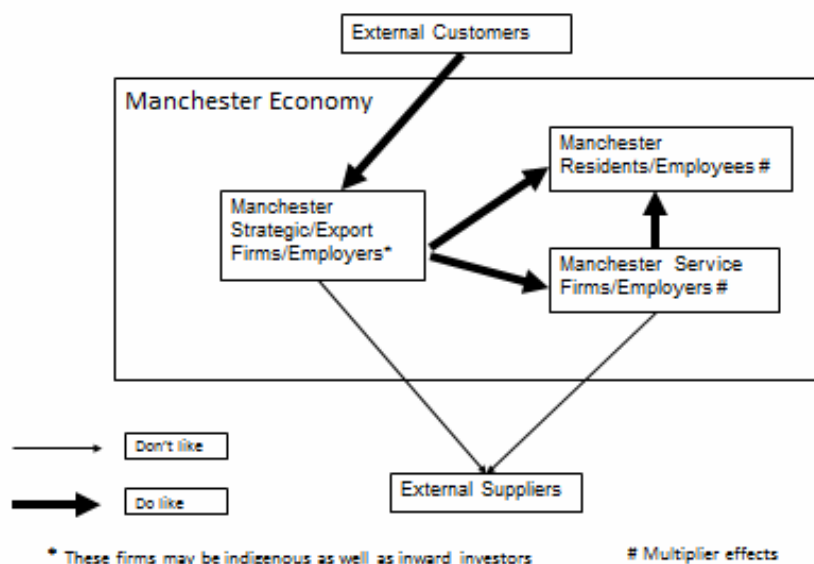 External Customers
Manchester Economy
Manchester
Residents/Employees #
Manchester
Strategic/Export
Firms/Employers*
Manchester Service
Firms/Employers #
Don't like
External Suppliers
Do like
* These firms may be indigenous as well as inward investors
# Multiplier effects